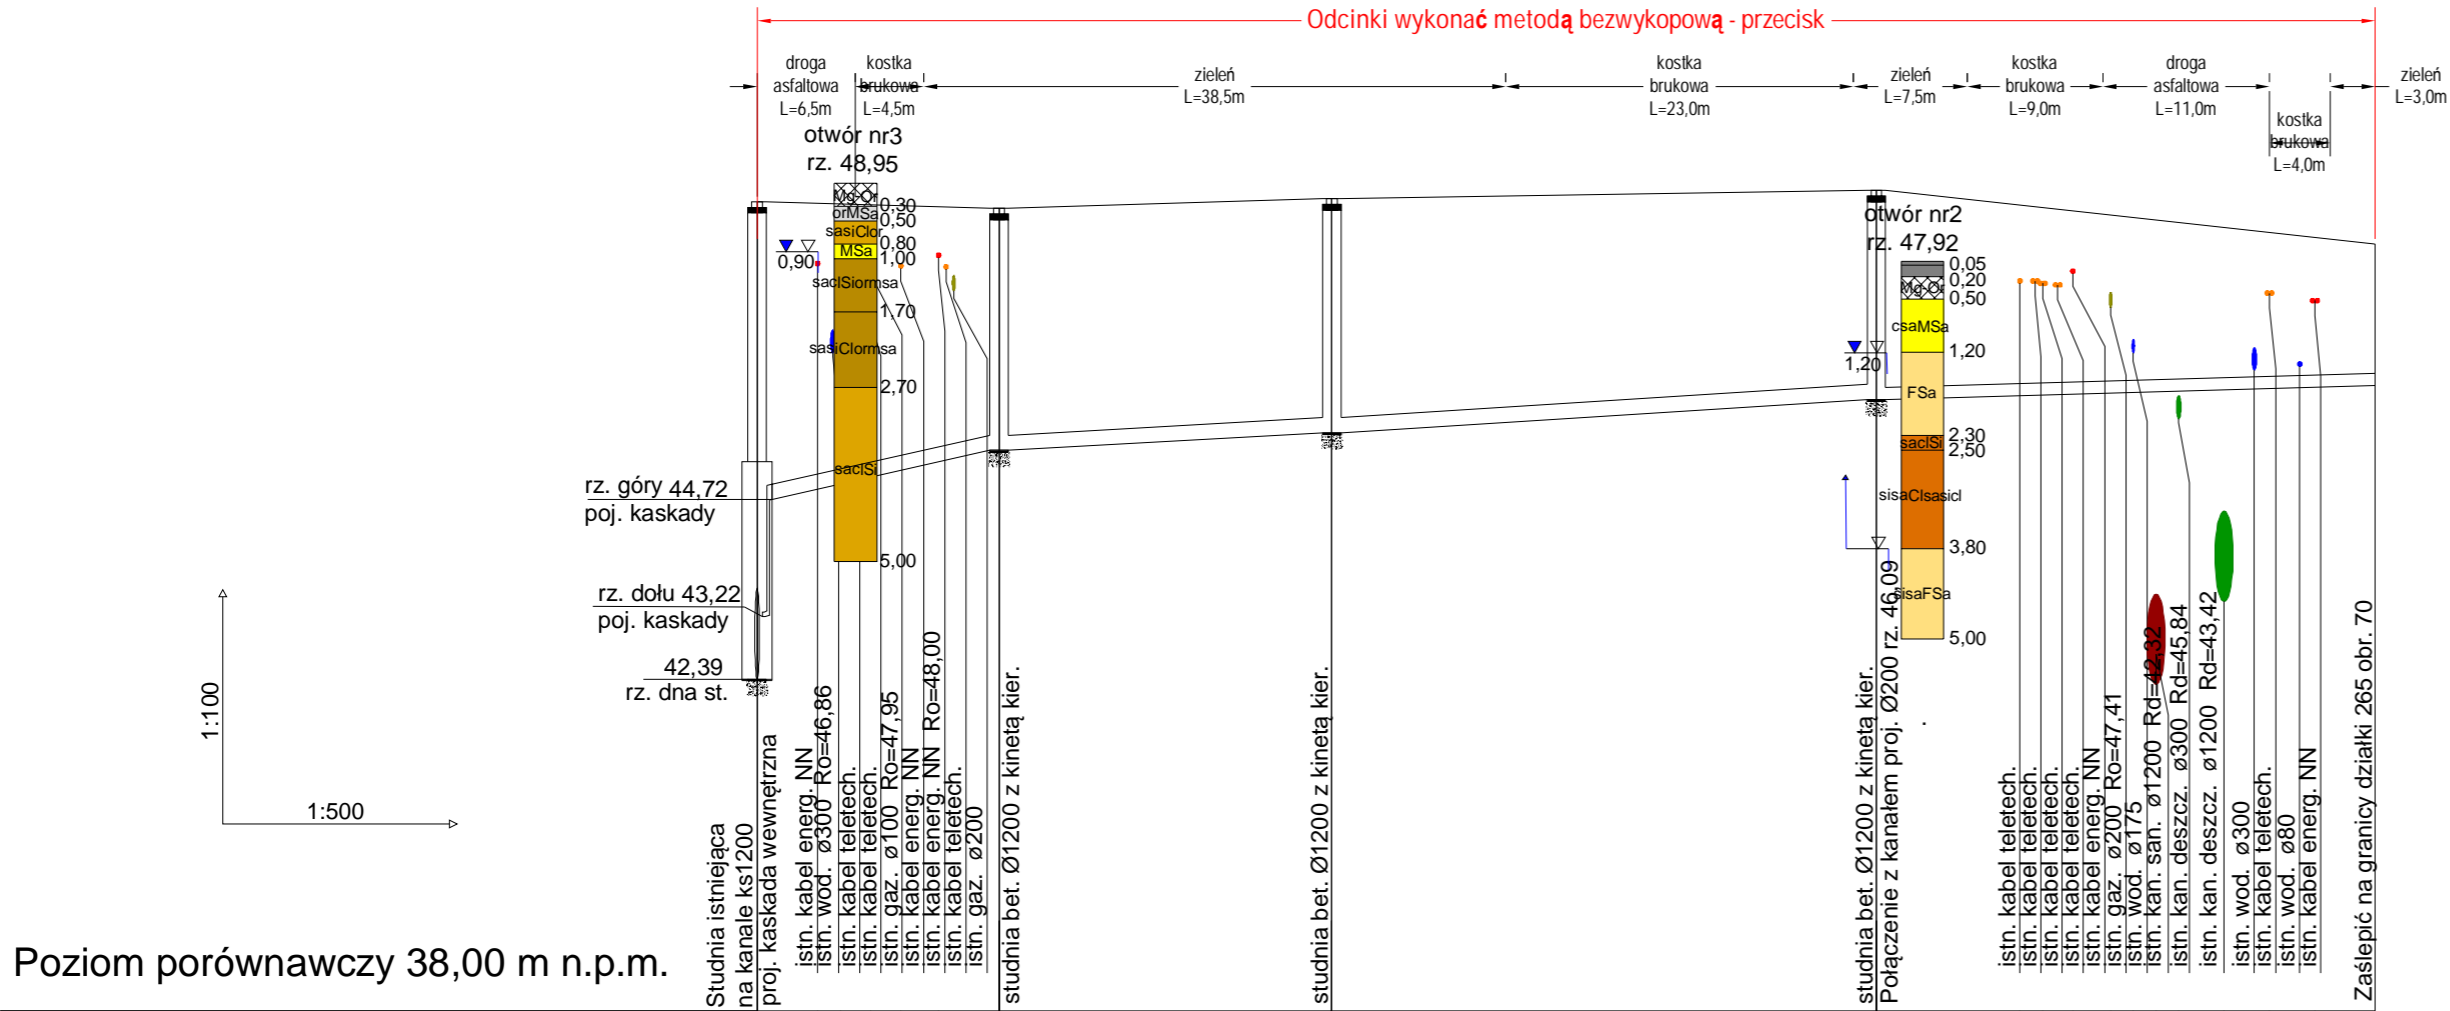 Odcinki wykonać metodą bezwykopową - przecisk
droga
asfaltowa
L=6,5m
kostka
brukowa
L=4,5m
zieleń
L=38,5m
kostka
brukowa
L=23,0m
zieleń
L=7,5m
kostka
brukowa
L=9,0m
droga
asfaltowa
L=11,0m
kostka
brukowa
L=4,0m
zieleń
L=3,0m
otwór nr3
rz. 48,95
Mg-Or
0,30
orMSa
0,50
sasiClor
0,80
MSa
1,00
saclSiormsa
1,70
sasiClormsa
2,70
saclSi
5,00
0,90
otwór nr2
rz. 47,92
0,05
0,20
Mg-Or
0,50
csaMSa
1,20
FSa
2,30
saclSi
2,50
sisaClsasicl
3,80
sisaFSa
5,00
1,20
rz. góry 44,72
poj. kaskady
rz. dołu 43,22
poj. kaskady
42,39
rz. dna st.
1:100
1:500
Poziom porównawczy 38,00 m n.p.m.
Studnia istniejąca
na kanale ks1200
proj. kaskada wewnętrzna
istn. kabel energ. NN
istn. wod. ø300 Ro=46,86
istn. kabel teletech.
istn. kabel teletech.
istn. gaz. ø100 Ro=47,95
istn. kabel energ. NN
istn. kabel energ. NN Ro=48,00
istn. kabel teletech.
istn. gaz. ø200
studnia bet. Ø1200 z kinetą kier.
studnia bet. Ø1200 z kinetą kier.
studnia bet. Ø1200 z kinetą kier.
Połączenie z kanałem proj. Ø200 rz. 46,09
istn. kabel teletech.
istn. kabel teletech.
istn. kabel teletech.
istn. kabel teletech.
istn. kabel energ. NN
istn. gaz. ø200 Ro=47,41
istn. wod. ø175
istn. kan. san. ø1200 Rd=42,32
istn. kan. deszcz. ø300 Rd=45,84
istn. kan. deszcz. ø1200 Rd=43,42
istn. wod. ø300
istn. kabel teletech.
istn. wod. ø80
istn. kabel energ. NN
Zaślepić na granicy działki 265 obr. 70